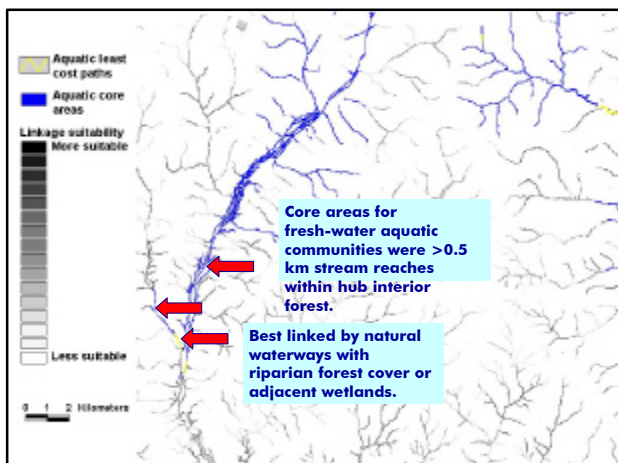 Aquatic least
cost paths
Aquatic core
areas
Linkage suitability
More suitable
Less suitable
0 1 2 Kilometers
Core areas for
fresh-water aquatic
communities were >0.5
km stream reaches
within hub interior
forest.
Best linked by natural
waterways with
riparian forest cover or
adjacent wetlands.